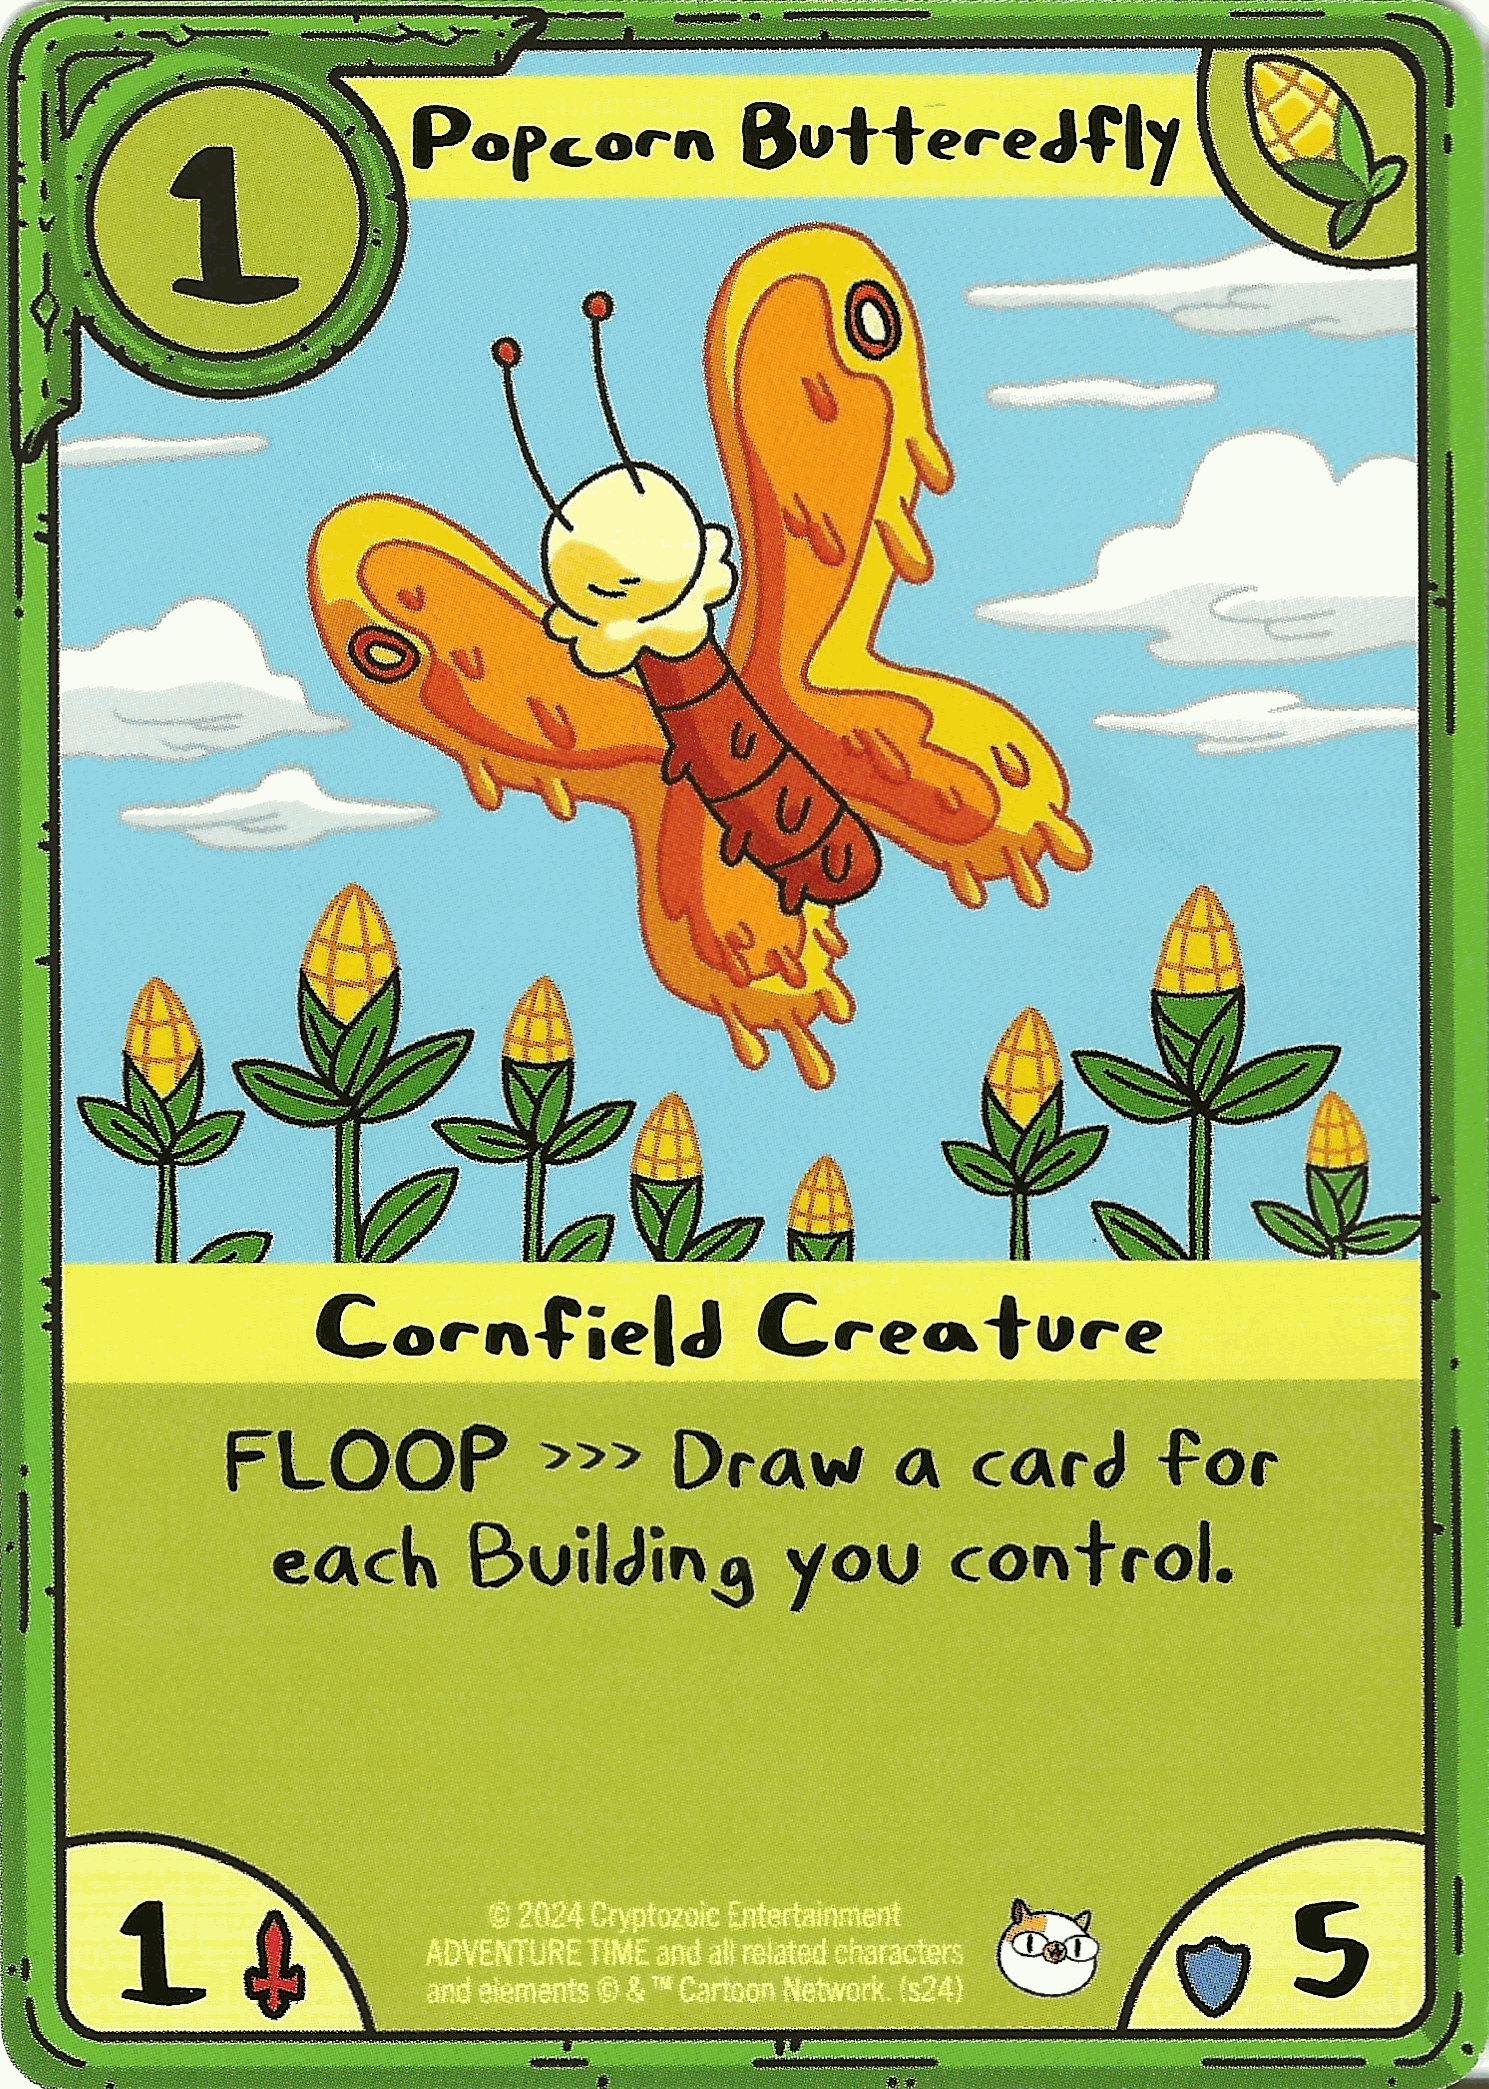 1
Popcorn Butteredfly
Cornfield Creature
FLOOP >>> Draw a card for
each Building you control.
1
© 2024 Cryptozoic Entertainment
ADVENTURE TIME and all related characters
and elements © & ™ Cartoon Network. (s24)
5